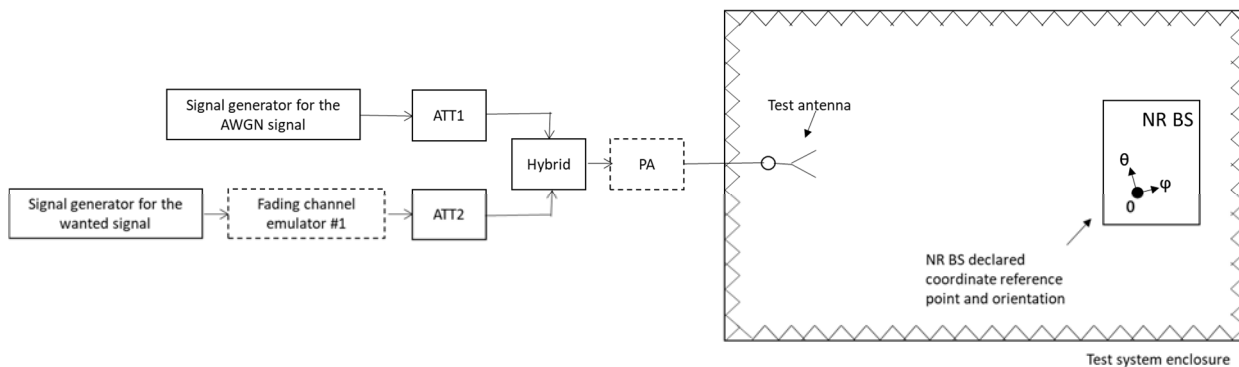 Signal generator for the
AWGN signal
ATT1
Hybrid
PA
Signal generator for the
wanted signal
Fading channel
emulator #1
ATT2
Test antenna
NR BS
θ
φ
0
NR BS declared
coordinate reference
point and orientation
Test system enclosure